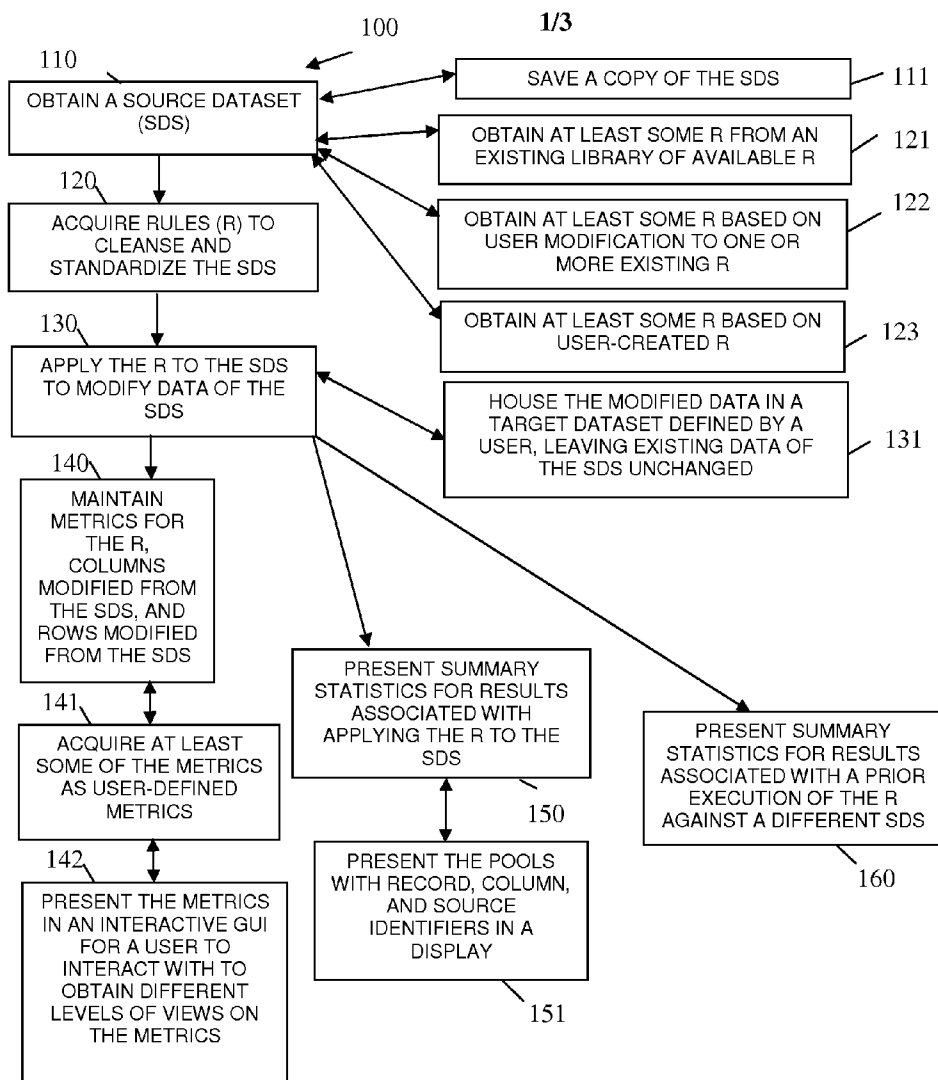 1/3
100
110
OBTAIN A SOURCE DATASET
(SDS)
SAVE A COPY OF THE SDS
111
OBTAIN AT LEAST SOME R FROM AN
EXISTING LIBRARY OF AVAILABLE R
121
120
ACQUIRE RULES (R) TO
CLEANSE AND
STANDARDIZE THE SDS
OBTAIN AT LEAST SOME R BASED ON
USER MODIFICATION TO ONE OR
MORE EXISTING R
122
OBTAIN AT LEAST SOME R BASED ON
USER-CREATED R
123
130
APPLY THE R TO THE SDS
TO MODIFY DATA OF THE
SDS
HOUSE THE MODIFIED DATA IN A
TARGET DATASET DEFINED BY A
USER, LEAVING EXISTING DATA
OF THE SDS UNCHANGED
131
140
MAINTAIN
METRICS FOR
THE R,
COLUMNS
MODIFIED FROM
THE SDS, AND
ROWS MODIFIED
FROM THE SDS
141
ACQUIRE AT LEAST
SOME OF THE METRICS
AS USER-DEFINED
METRICS
142
PRESENT THE METRICS
IN AN INTERACTIVE GUI
FOR A USER TO
INTERACT WITH TO
OBTAIN DIFFERENT
LEVELS OF VIEWS ON
THE METRICS
PRESENT SUMMARY
STATISTICS FOR RESULTS
ASSOCIATED WITH
APPLYING THE R TO THE
SDS
150
PRESENT THE POOLS
WITH RECORD, COLUMN,
AND SOURCE
IDENTIFIERS IN A
DISPLAY
151
PRESENT SUMMARY
STATISTICS FOR RESULTS
ASSOCIATED WITH A PRIOR
EXECUTION OF THE R
AGAINST A DIFFERENT SDS
160